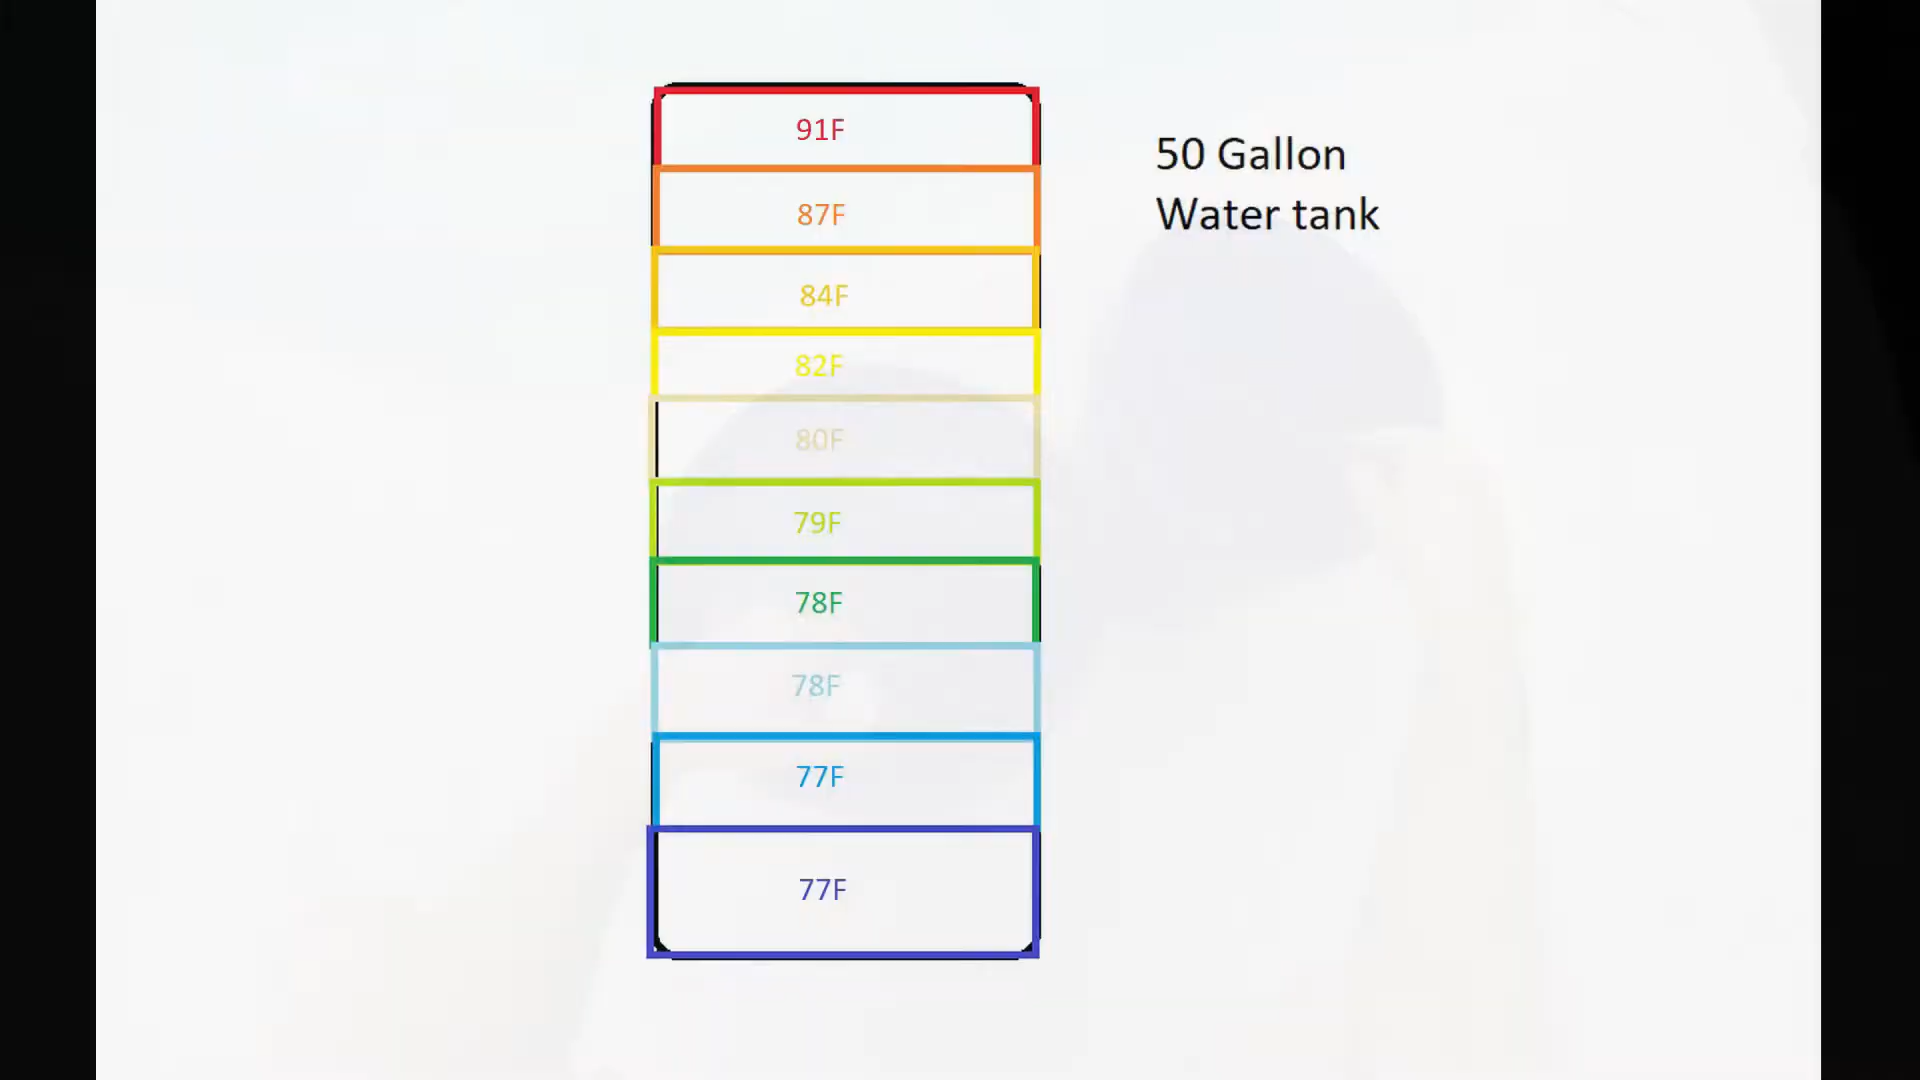 91F
87F
84F
82F
80F
79F
78F
78F
77F
77F
50 Gallon
Water tank